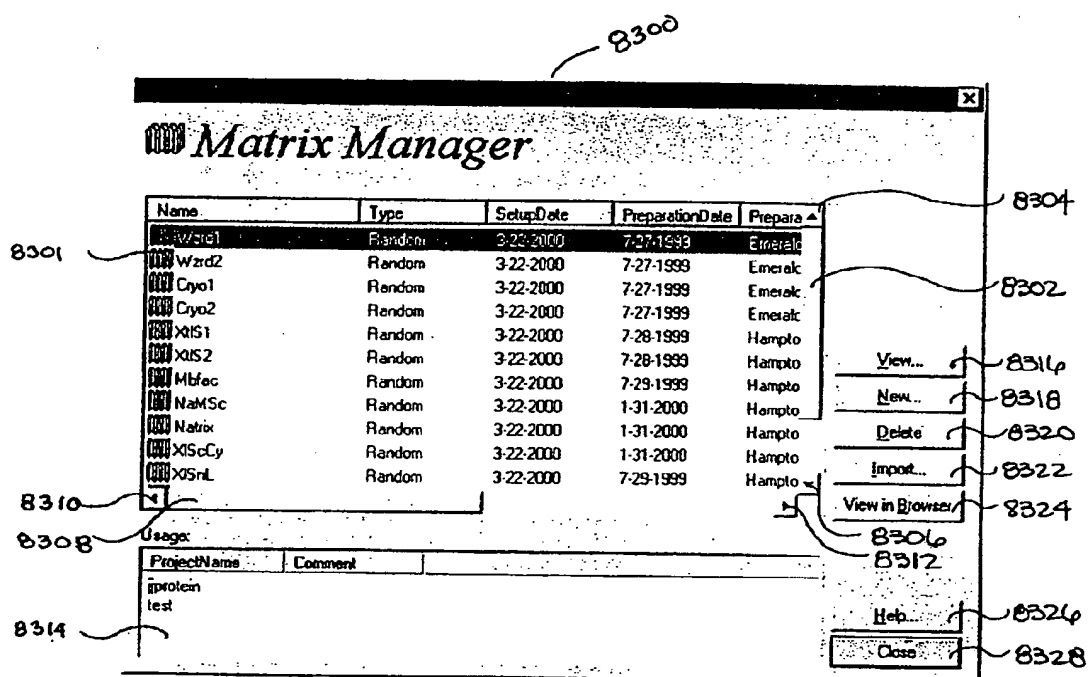 8300
Matrix Manager
Name Type SetupDate PreparationDate Prepara
8304
Random 3-22-2000 7-27-1999 Emeralc
8301
Wzrd2 Random 3-22-2000 7-27-1999 Emeralc
8302
Cryo1 Random 3-22-2000 7-27-1999 Emeralc
Cryo2 Random 3-22-2000 7-27-1999 Emeralc
XtlS1 Random 3-22-2000 7-28-1999 Hampto
XtlS2 Random 3-22-2000 7-28-1999 Hampto
View... 8316
Mbfac Random 3-22-2000 7-29-1999 Hampto
NaMSc Random 3-22-2000 1-31-2000 Hampto
New... 8318
Natrix Random 3-22-2000 1-31-2000 Hampto
Delete 8320
XlScCy Random 3-22-2000 1-31-2000 Hampto
Import... 8322
XlSnL Random 3-22-2000 7-29-1999 Hampto
8310
View in Browser 8324
8308
8306
8312
Usage:
ProjectName Comment
test
8314
Help... 8326
Close 8328